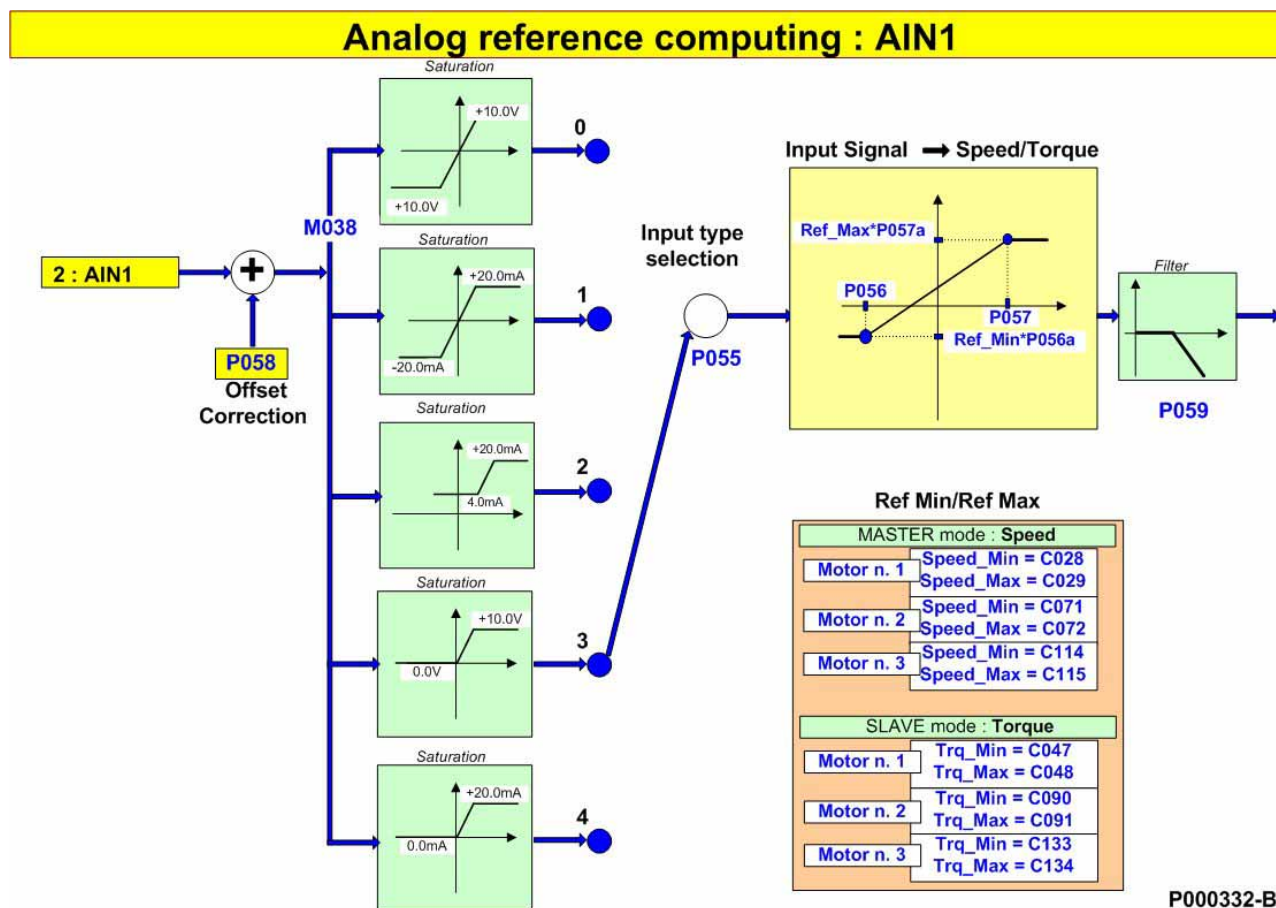 Analog reference computing : AIN1
Saturation
+10.0V
+10.0V
0
M038
2 : AIN1
+
P058
Offset
Correction
Saturation
+20.0mA
-20.0mA
1
Saturation
+20.0mA
4.0mA
2
Saturation
+10.0V
0.0V
3
Saturation
+20.0mA
0.0mA
4
Input type
selection
P055
Input Signal Speed/Torque
Ref_Max*P057a
P056
P057
Ref_Min*P056a
Filter
P059
Ref Min/Ref Max
MASTER mode : Speed
Motor n. 1
Speed_Min = C028
Speed_Max = C029
Motor n. 2
Speed_Min = C071
Speed_Max = C072
Motor n. 3
Speed_Min = C114
Speed_Max = C115
SLAVE mode : Torque
Motor n. 1
Trq_Min = C047
Trq_Max = C048
Motor n. 2
Trq_Min = C090
Trq_Max = C091
Motor n. 3
Trq_Min = C133
Trq_Max = C134
P000332-B